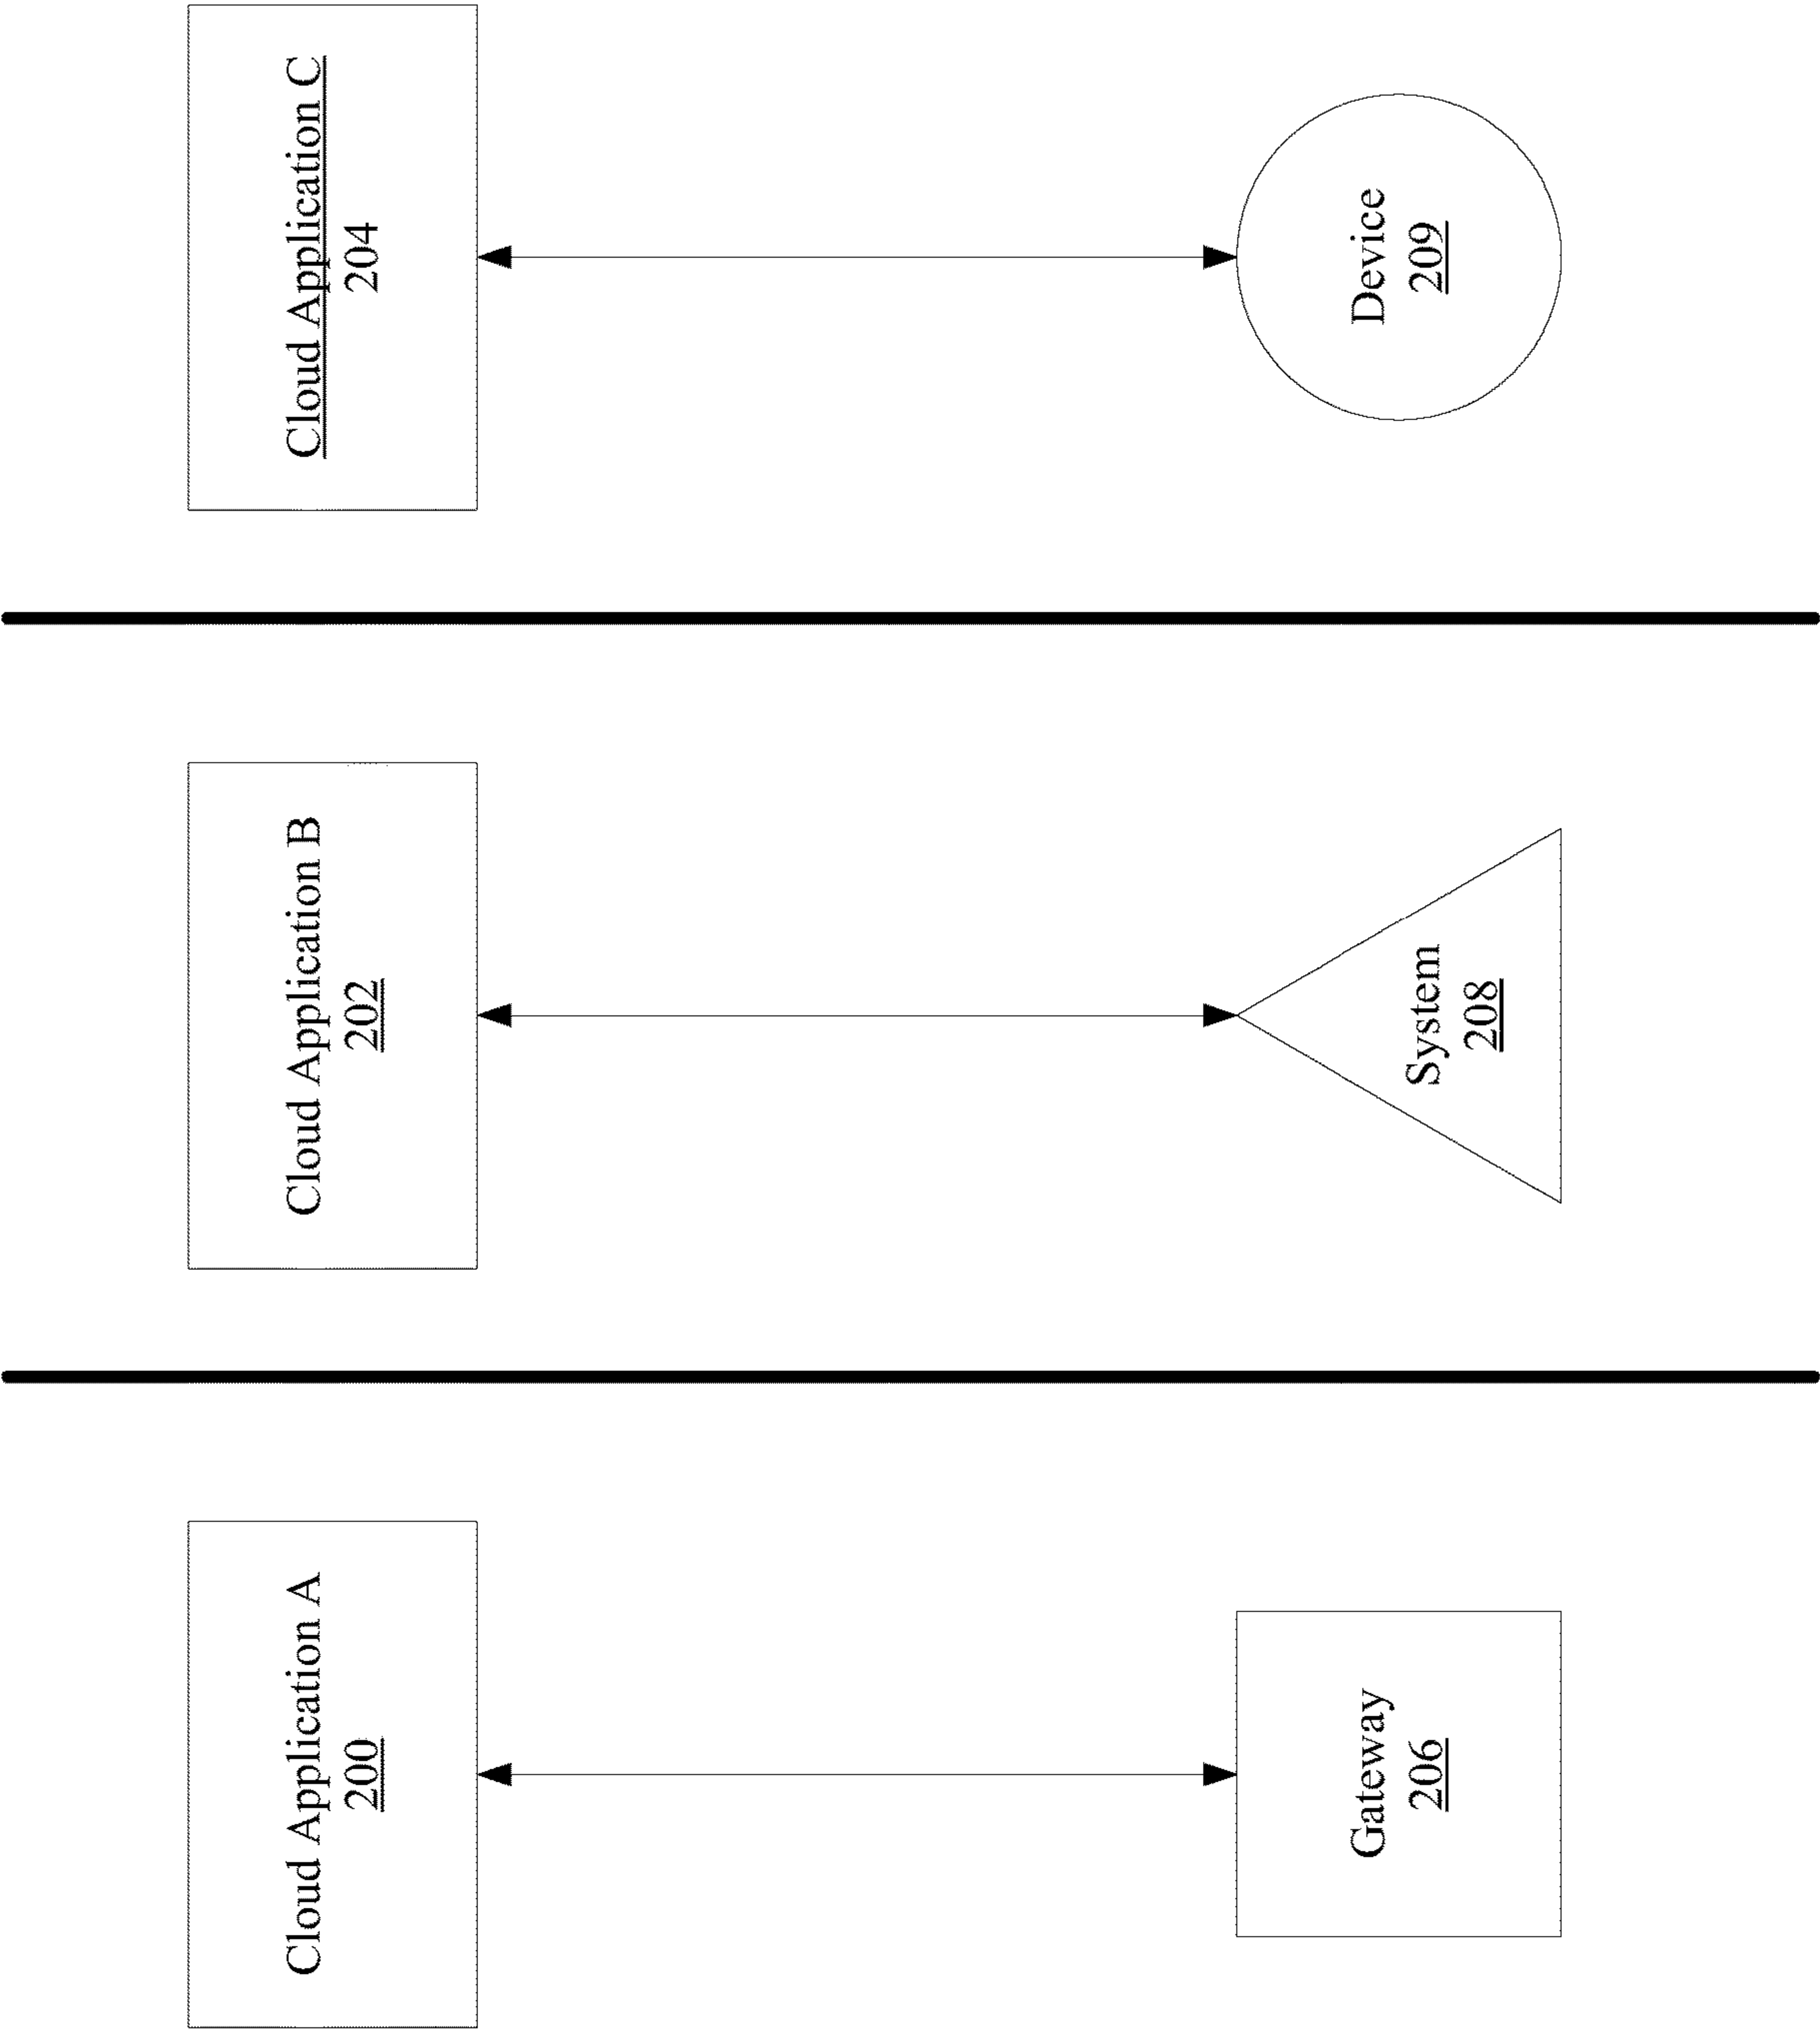 Cloud Application A
200
Cloud Application B
202
Cloud Application C
204
Gateway
206
System
208
Device
209